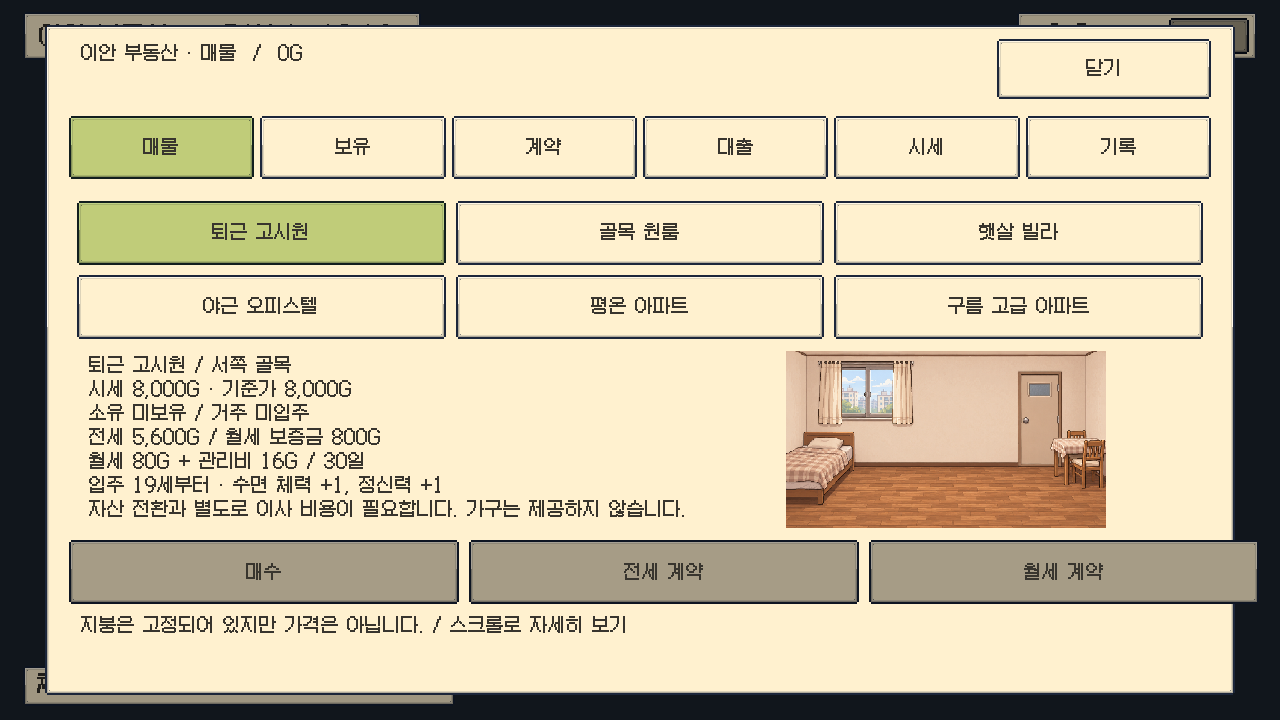 이안 부동산 · 매물 / 0G
닫기
매물
보유
계약
대출
시세
기록
퇴근 고시원
골목 원룸
햇살 빌라
야근 오피스텔
평온 아파트
구름 고급 아파트
퇴근 고시원 / 서쪽 골목
시세 8,000G · 기준가 8,000G
소유 미보유 / 거주 미입주
전세 5,600G / 월세 보증금 800G
월세 80G + 관리비 16G / 30일
입주 19세부터 · 수면 체력 +1, 정신력 +1
자산 전환과 별도로 이사 비용이 필요합니다. 가구는 제공하지 않습니다.
매수
전세 계약
월세 계약
지붕은 고정되어 있지만 가격은 아닙니다. / 스크롤로 자세히 보기